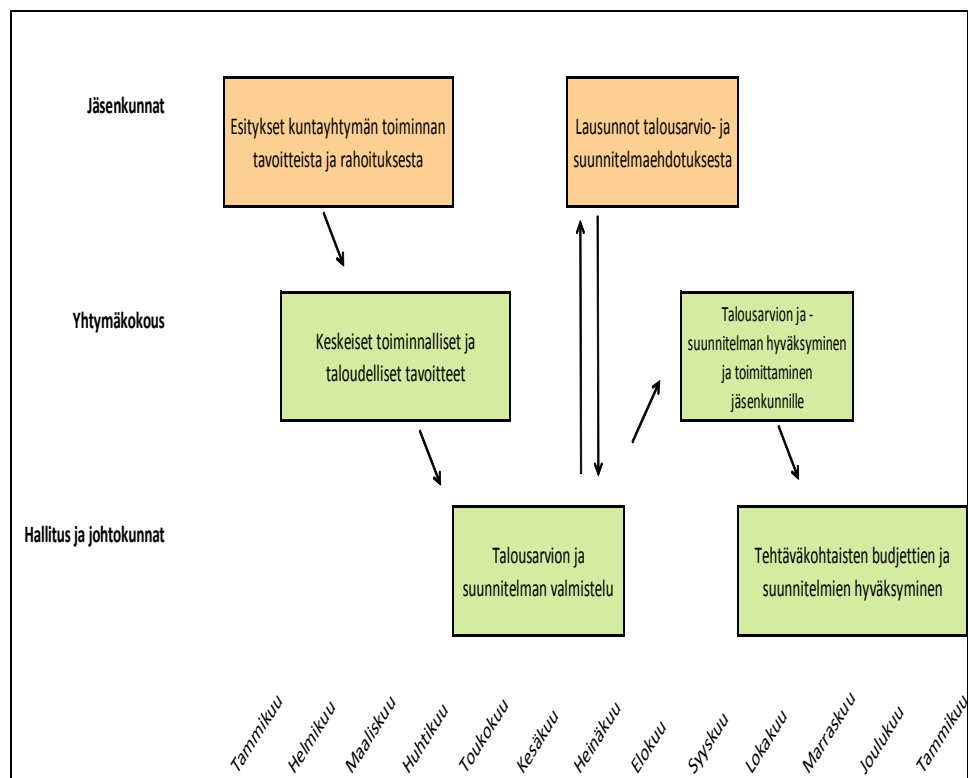 Jäsenkunnat
Esitykset kuntayhtymän toiminnan
tavoitteista ja rahoituksesta
Lausunnot talousarvio- ja
suunnitelmaehdotuksesta
Yhtymäkokous
Keskeiset toiminnalliset ja
taloudelliset tavoitteet
Talousarvion ja -
suunnitelman hyväksyminen
ja toimittaminen
jäsenkunnille
Hallitus ja johtokunnat
Talousarvion ja
suunnitelman valmistelu
Tehtäväkohtaisten budjettien ja
suunnitelmien hyväksyminen
Tammikuu
Helmikuu
Maaliskuu
Huhtikuu
Toukokuu
Kesäkuu
Heinäkuu
Elokuu
Syyskuu
Lokakuu
Marraskuu
Joulukuu
Tammikuu